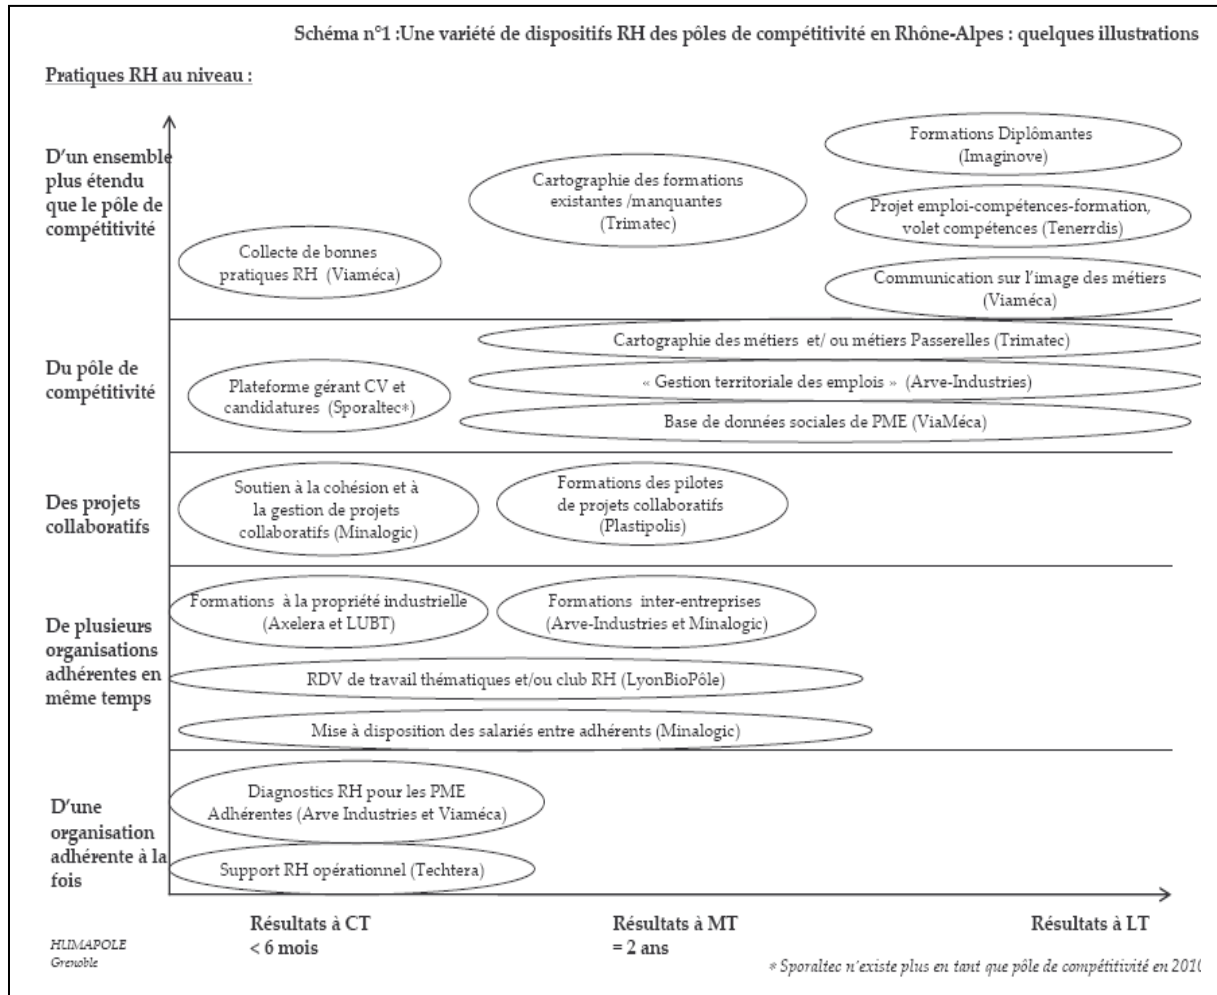 Schéma n°1 :Une variété de dispositifs RH des pôles de compétitivité en Rhône-Alpes : quelques illustrations
Pratiques RH au niveau :
D'un ensemble
plus étendu
que le pôle de
compétitivité
Formations Diplômantes
(Imaginove)
Cartographie des formations
existantes /manquantes
(Trimatec)
Projet emploi-compétences-formation,
volet compétences (Tenerrdis)
Collecte de bonnes
pratiques RH (Viaméca)
Communication sur l'image des métiers
(Viaméca)
Du pôle de
compétitivité
Cartographie des métiers et/ ou métiers Passerelles (Trimatec)
Plateforme gérant CV et
candidatures (Sporaltec*)
« Gestion territoriale des emplois » (Arve-Industries)
Base de données sociales de PME (ViaMéca)
Des projets
collaboratifs
Soutien à la cohésion et à
la gestion de projets
collaboratifs (Minalogic)
Formations des pilotes
de projets collaboratifs
(Plastipolis)
De plusieurs
organisations
adhérentes en
même temps
Formations à la propriété industrielle
(Axelera et LUBT)
Formations inter-entreprises
(Arve-Industries et Minalogic)
RDV de travail thématiques et/ou club RH (LyonBioPôle)
Mise à disposition des salariés entre adhérents (Minalogic)
D'une
organisation
adhérente à la
fois
Diagnostics RH pour les PME
Adhérentes (Arve Industries et Viaméca)
Support RH opérationnel (Techtera)
Résultats à CT
< 6 mois
Résultats à MT
= 2 ans
Résultats à LT
HUMAPOLE
Grenoble
* Sporaltec n'existe plus en tant que pôle de compétitivité en 2010